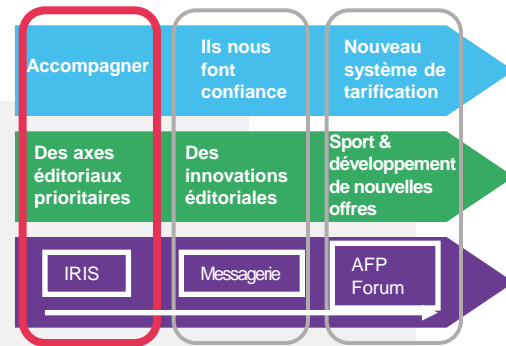 Accompagner
Ils nous
font
confiance
Nouveau
système de
tarification
Des axes
éditoriaux
prioritaires
Des
innovations
éditoriales
Sport &
développement
de nouvelles
offres
IRIS
Messagerie
AFP
Forum